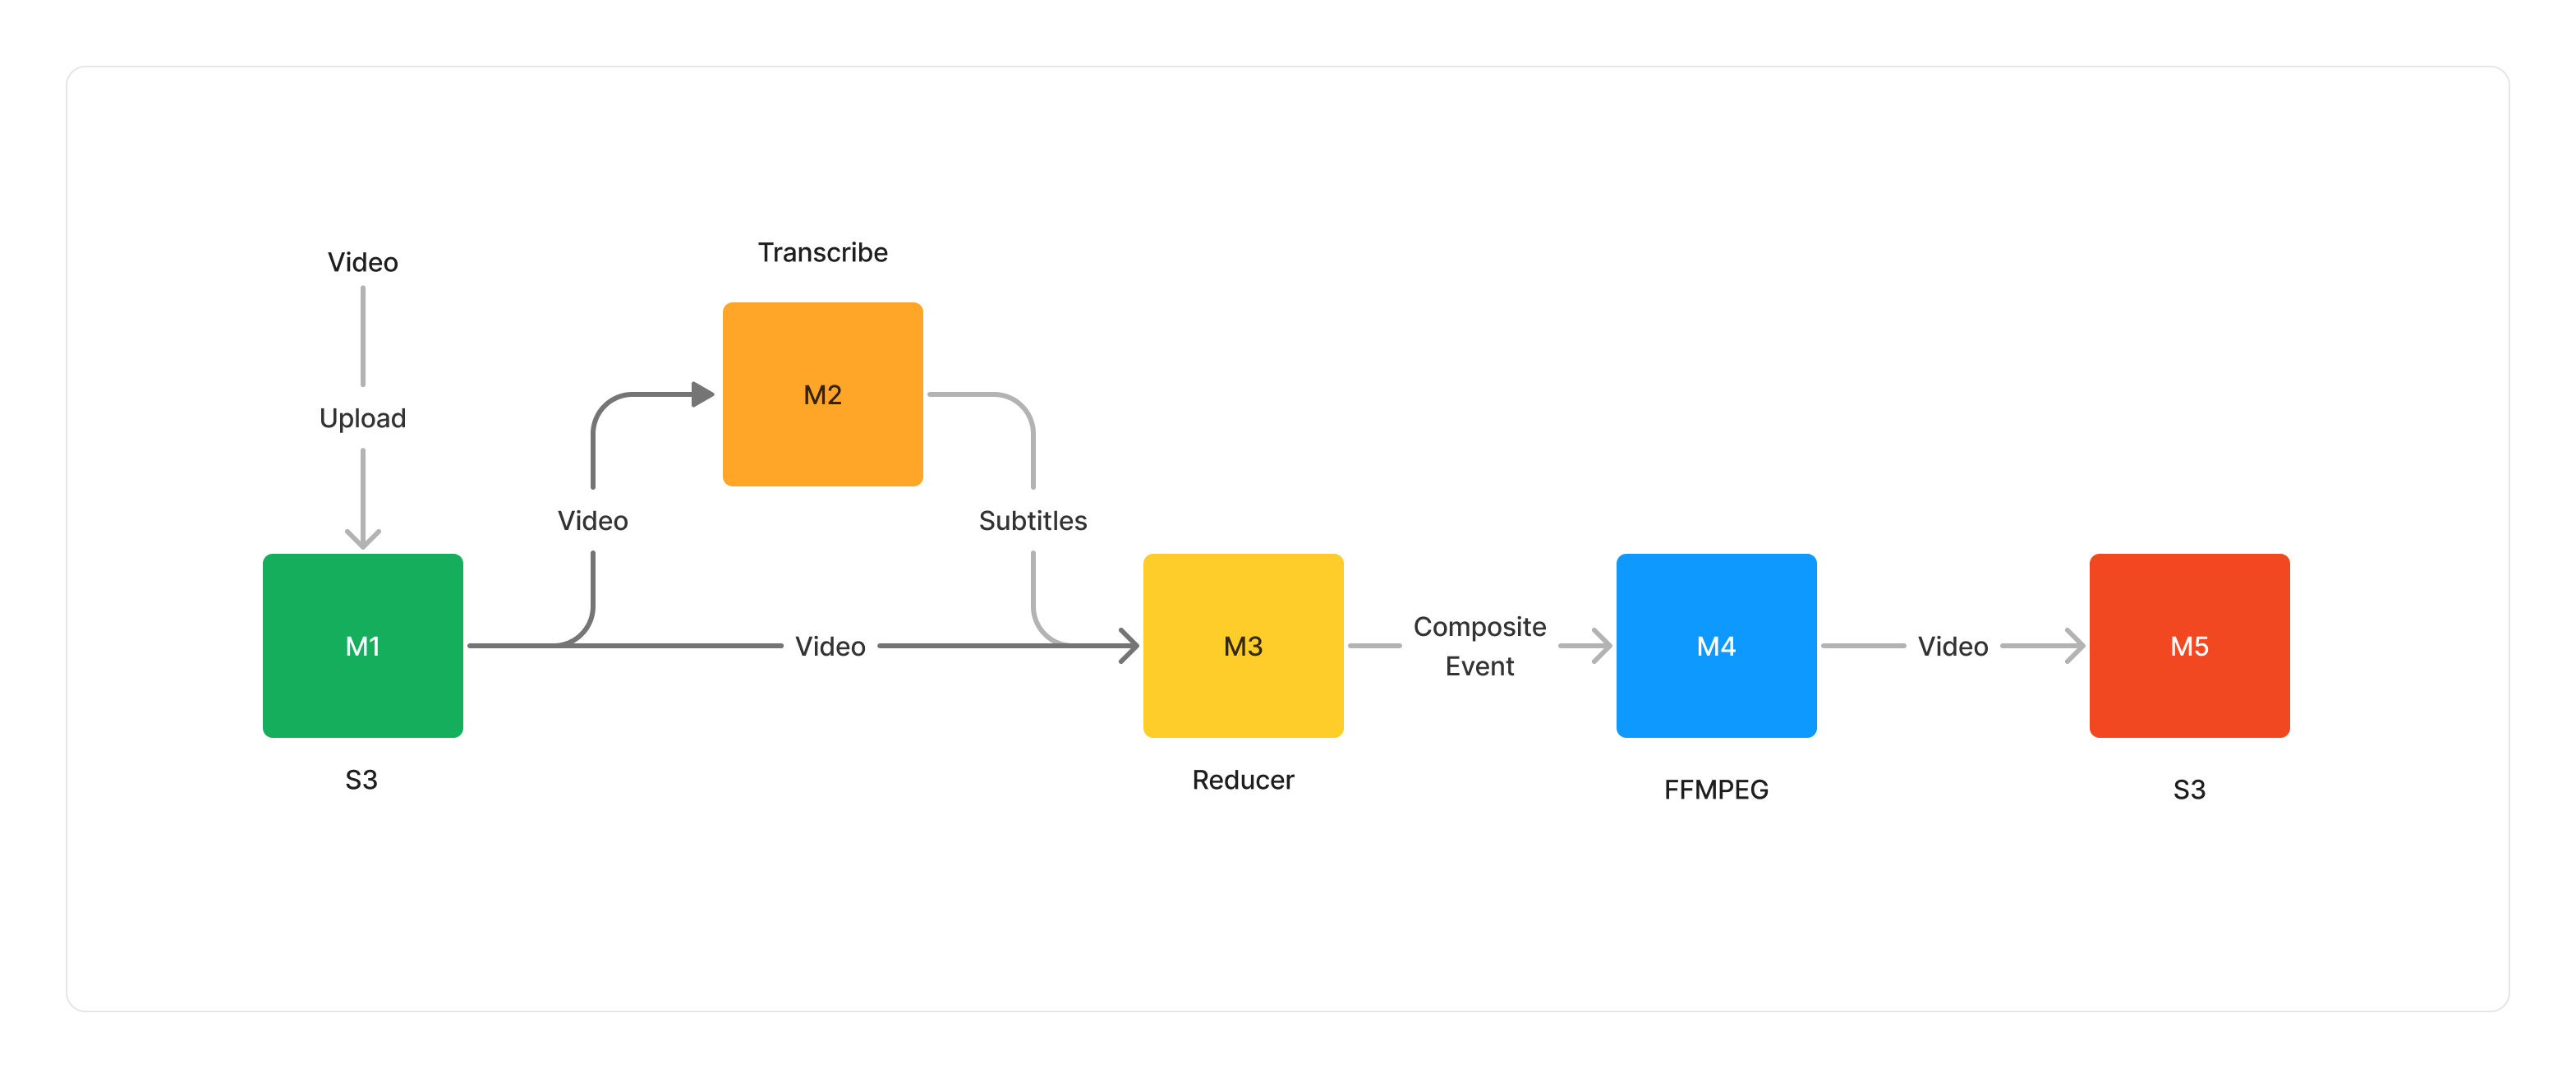 Video
Upload
M1
S3
Video
Transcribe
M2
Subtitles
Video
M3
Reducer
Composite
Event
M4
FFMPEG
Video
M5
S3